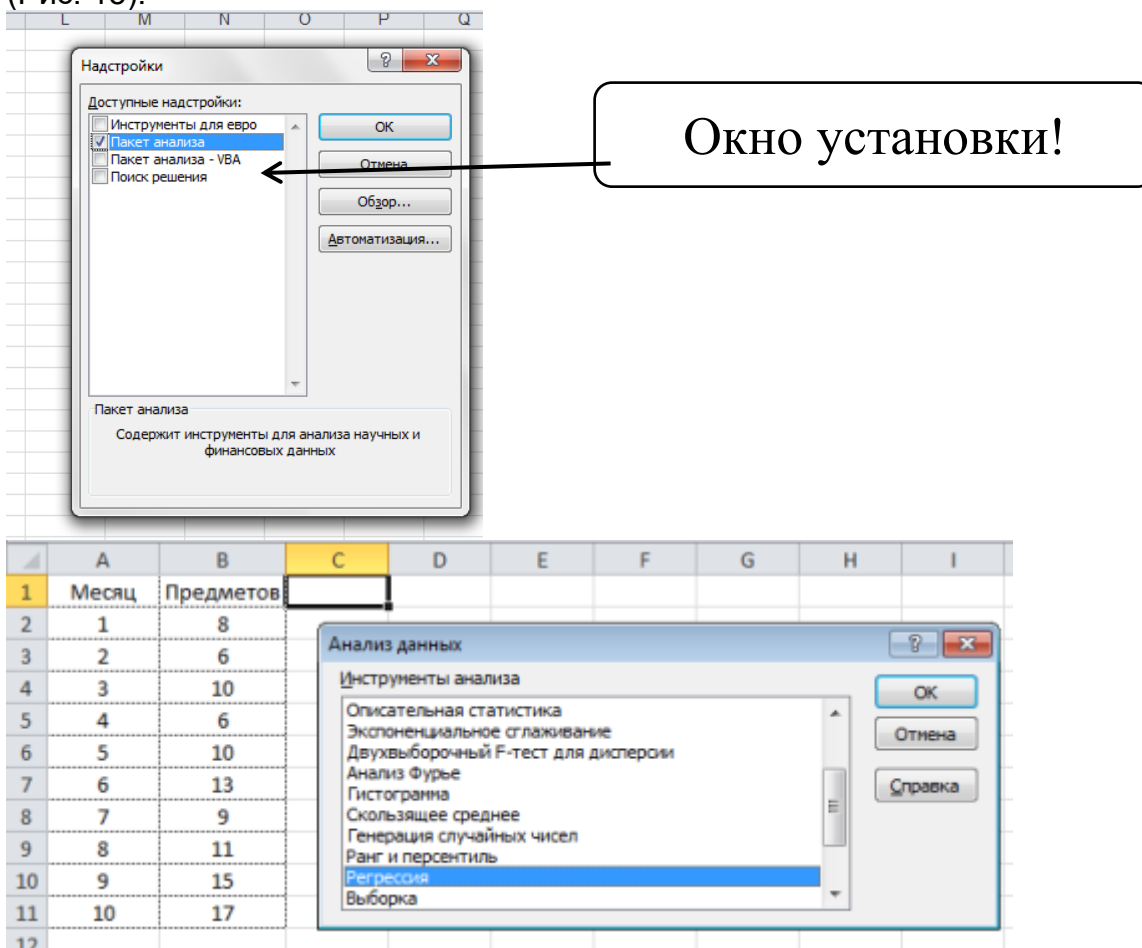 (Рис. 10).
L M N O P Q
Надстройки
Доступные надстройки:
Инструменты для евро
Пакет анализа
Пакет анализа - VBA
Поиск решения
ОК
Отмена
Обзор...
Автоматизация...
Пакет анализа
Содержит инструменты для анализа научных и
финансовых данных
Окно установки!
A B C D E F G H I
1 Месяц Предметов
2 1 8
3 2 6
4 3 10
5 4 6
6 5 10
7 6 13
8 7 9
9 8 11
10 9 15
11 10 17
12
Анализ данных
Инструменты анализа
Описательная статистика
Экспоненциальное сглаживание
Двухвыборочный F-тест для дисперсии
Анализ Фурье
Гистограмма
Скользящее среднее
Генерация случайных чисел
Ранг и персентиль
Регрессия
Выборка
ОК
Отмена
Справка